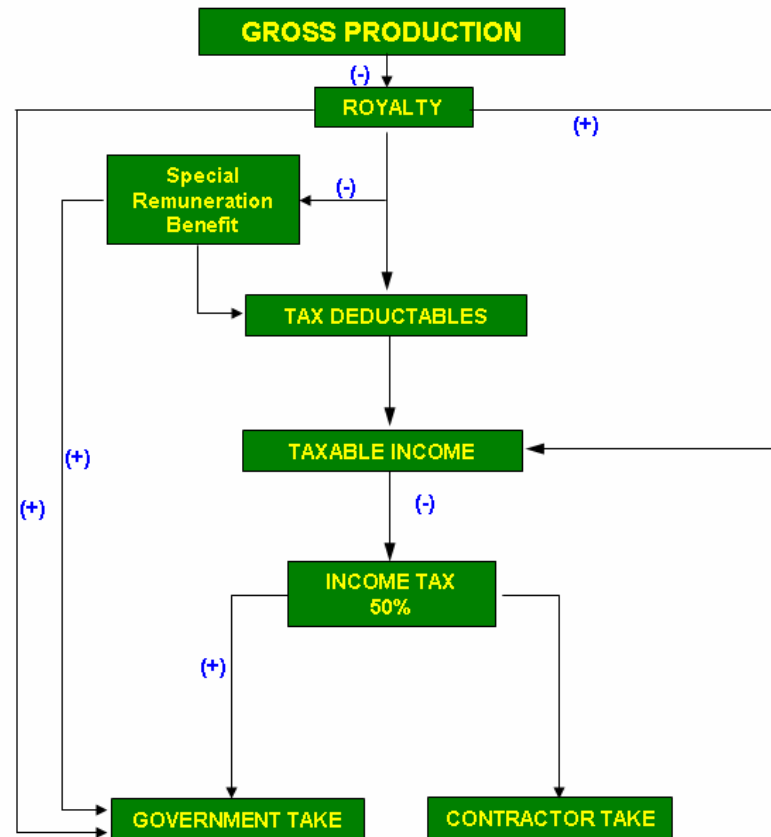 GROSS PRODUCTION
(-)
ROYALTY
(+)
Special
Remuneration
Benefit
(-)
TAX DEDUCTABLES
TAXABLE INCOME
(+)
(+)
(-)
INCOME TAX
50%
(+)
GOVERNMENT TAKE
CONTRACTOR TAKE